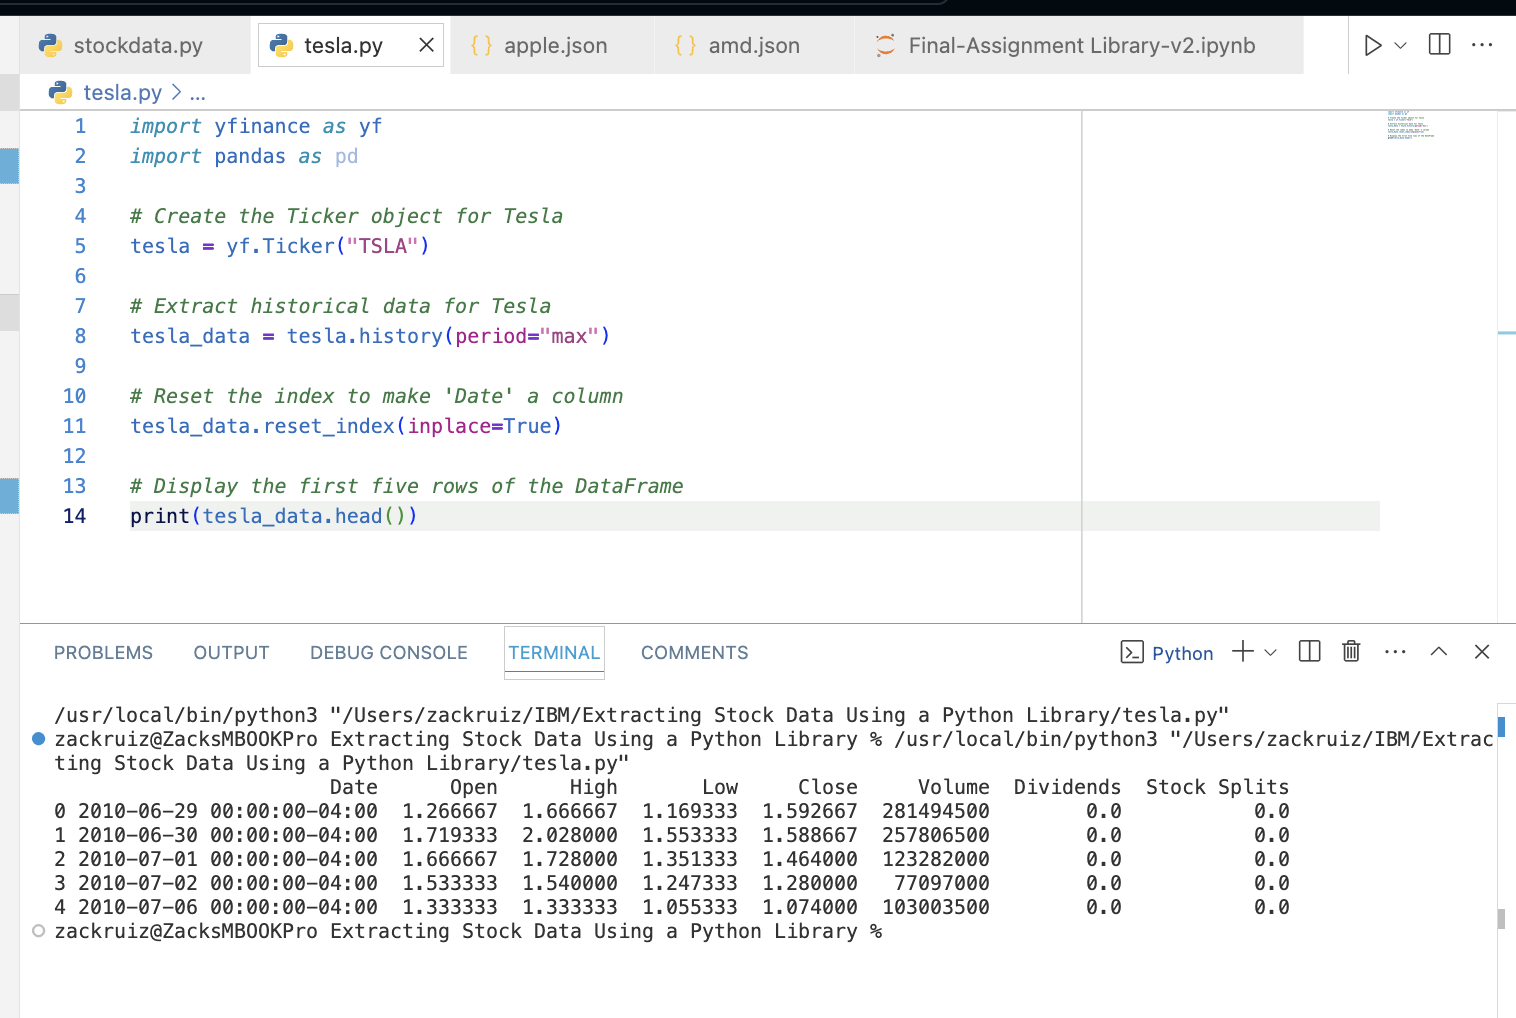 stockdata.py tesla.py apple.json amd.json Final-Assignment Library-v2.ipynb
tesla.py > ...
1 import yfinance as yf
2 import pandas as pd
3
4 # Create the Ticker object for Tesla
5 tesla = yf.Ticker("TSLA")
6
7 # Extract historical data for Tesla
8 tesla_data = tesla.history(period="max")
9
10 # Reset the index to make 'Date' a column
11 tesla_data.reset_index(inplace=True)
12
13 # Display the first five rows of the DataFrame
14 print(tesla_data.head())
PROBLEMS OUTPUT DEBUG CONSOLE TERMINAL COMMENTS Python
/usr/local/bin/python3 "/Users/zackruiz/IBM/Extracting Stock Data Using a Python Library/tesla.py"
zackruiz@ZacksMBOOKPro Extracting Stock Data Using a Python Library % /usr/local/bin/python3 "/Users/zackruiz/IBM/Extrac
ting Stock Data Using a Python Library/tesla.py"
Date Open High Low Close Volume Dividends Stock Splits
0 2010-06-29 00:00:00-04:00 1.266667 1.666667 1.169333 1.592667 281494500 0.0 0.0
1 2010-06-30 00:00:00-04:00 1.719333 2.028000 1.553333 1.588667 257806500 0.0 0.0
2 2010-07-01 00:00:00-04:00 1.666667 1.728000 1.351333 1.464000 123282000 0.0 0.0
3 2010-07-02 00:00:00-04:00 1.533333 1.540000 1.247333 1.280000 77097000 0.0 0.0
4 2010-07-06 00:00:00-04:00 1.333333 1.333333 1.055333 1.074000 103003500 0.0 0.0
zackruiz@ZacksMBOOKPro Extracting Stock Data Using a Python Library %